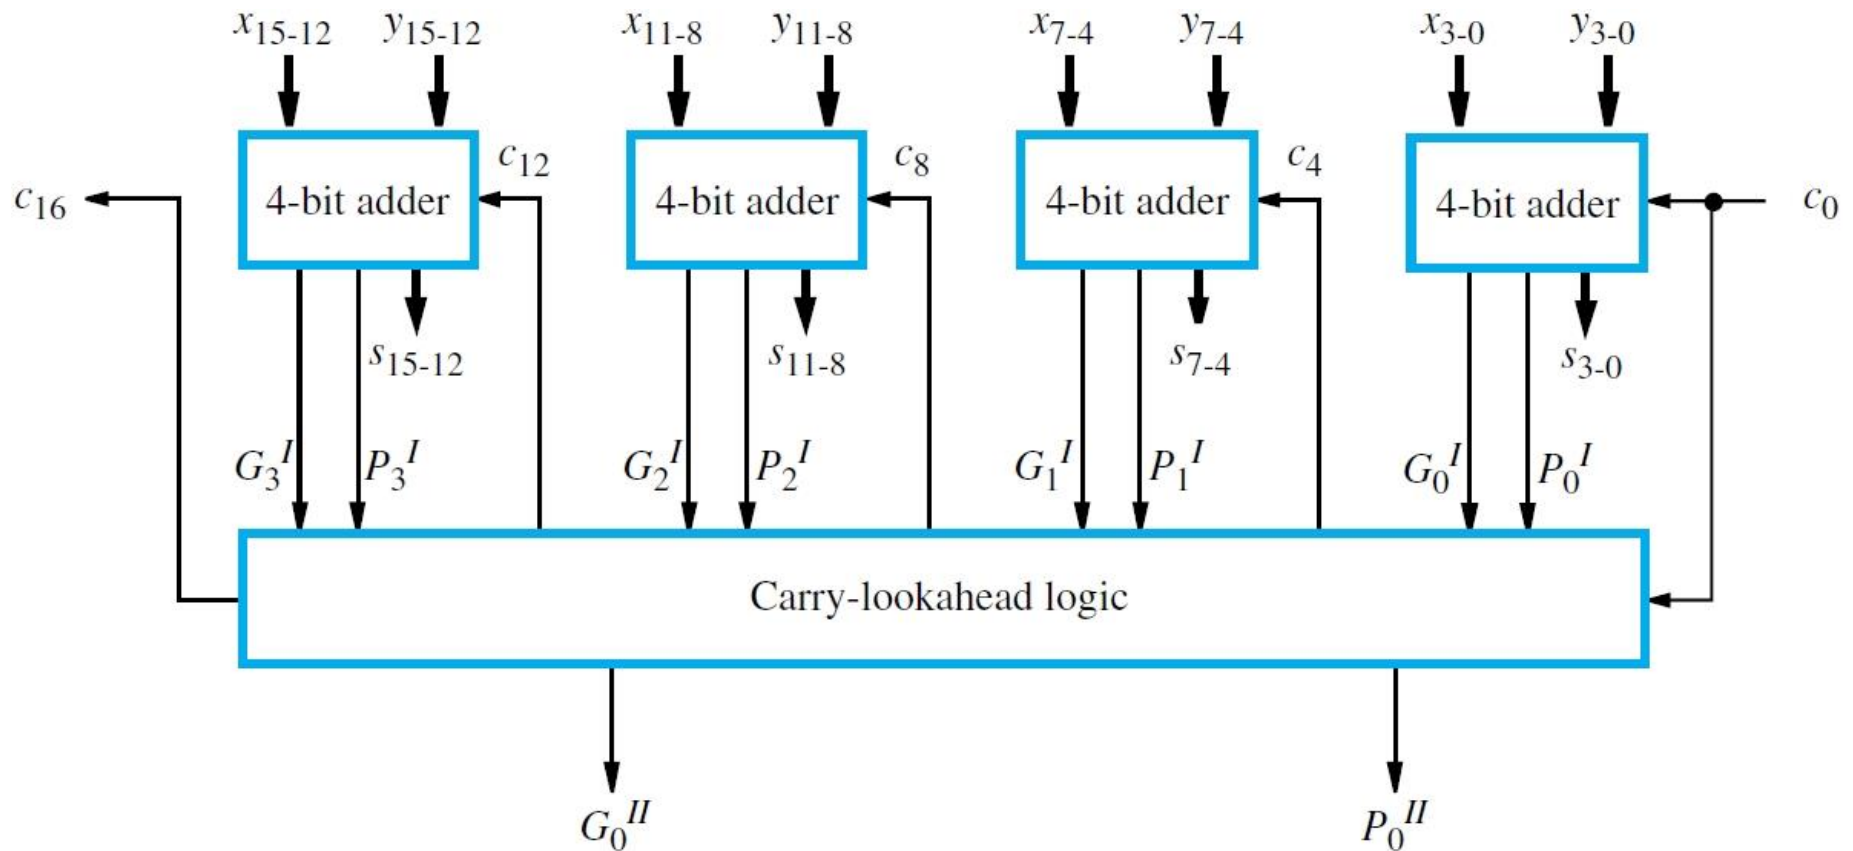 x₁₅₋₁₂ y₁₅₋₁₂ x₁₁₋₈ y₁₁₋₈ x₇₋₄ y₇₋₄ x₃₋₀ y₃₋₀
c₁₂ c₈ c₄
c₁₆ 4-bit adder 4-bit adder 4-bit adder 4-bit adder c₀
s₁₅₋₁₂ s₁₁₋₈ s₇₋₄ s₃₋₀
G₃ᴵ P₃ᴵ G₂ᴵ P₂ᴵ G₁ᴵ P₁ᴵ G₀ᴵ P₀ᴵ
Carry-lookahead logic
G₀ᴵᴵ P₀ᴵᴵ